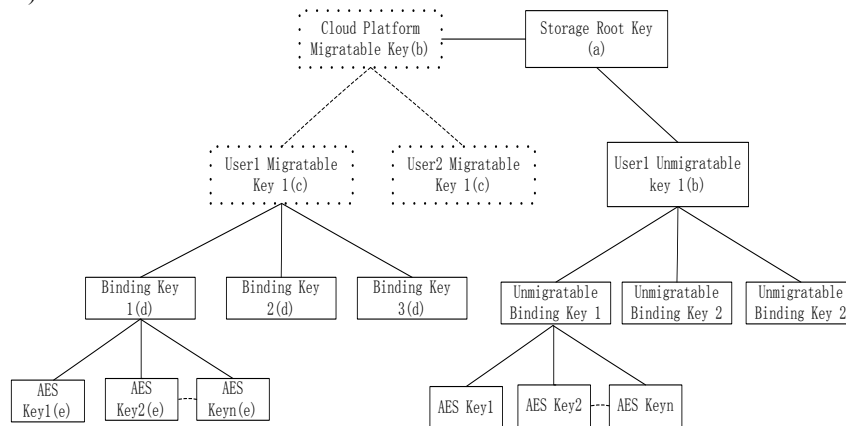 )
Cloud Platform
Migratable Key(b)
Storage Root Key
(a)
User1 Migratable
Key 1(c)
User2 Migratable
Key 1(c)
User1 Unmigratable
key 1(b)
Binding Key
1(d)
Binding Key
2(d)
Binding Key
3(d)
Unmigratable
Binding Key 1
Unmigratable
Binding Key 2
Unmigratable
Binding Key 2
AES
Key1(e)
AES
Key2(e)
AES
Keyn(e)
AES Key1
AES Key2
AES Keyn